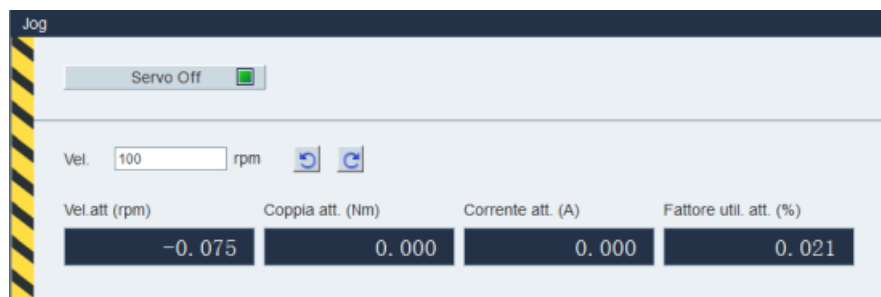 Jog
Servo Off
Vel. 100 rpm
Vel.att (rpm) Coppia att. (Nm) Corrente att. (A) Fattore util. att. (%)
-0.075 0.000 0.000 0.021